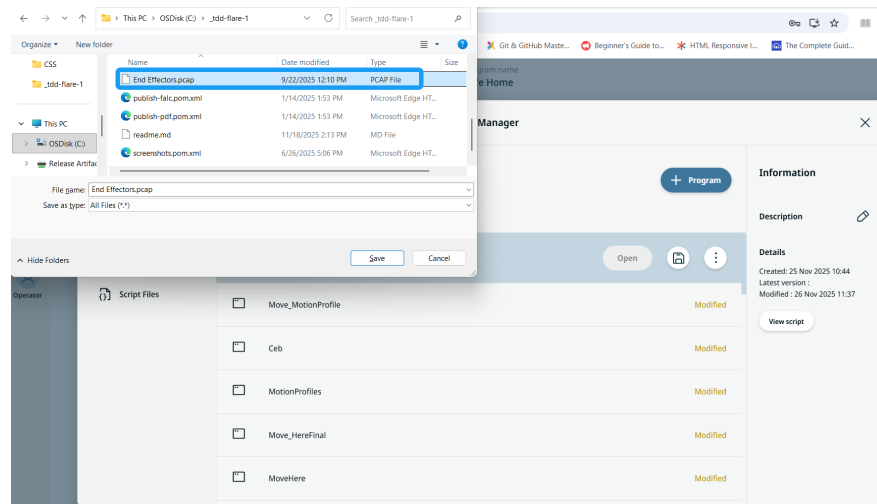 This PC > OSDisk (C:) > _tdd-flare-1
Search _tdd-flare-1
Organize
New folder
Name
Date modified
Type
Size
CSS
_tdd-flare-1
This PC
OSDisk (C:)
Release Artifac
End Effectors.pcap
9/22/2025 12:10 PM
PCAP File
publish-falc.pom.xml
1/14/2025 1:53 PM
Microsoft Edge HT...
publish-pdf.pom.xml
1/14/2025 1:53 PM
Microsoft Edge HT...
readme.md
11/18/2025 2:13 PM
MD File
screenshots.pom.xml
6/26/2025 5:06 PM
Microsoft Edge HT...
File name: End Effectors.pcap
Save as type: All Files (*.*)
Hide Folders
Save
Cancel
Git & GitHub Maste...
Beginner's Guide to...
HTML Responsive l...
The Complete Guid...
gram name
e Home
Manager
+ Program
Information
Description
Details
Created: 25 Nov 2025 10:44
Latest version :
Modified : 26 Nov 2025 11:37
View script
Open
Operator
Script Files
Move_MotionProfile
Modified
Ceb
Modified
MotionProfiles
Modified
Move_HereFinal
Modified
MoveHere
Modified